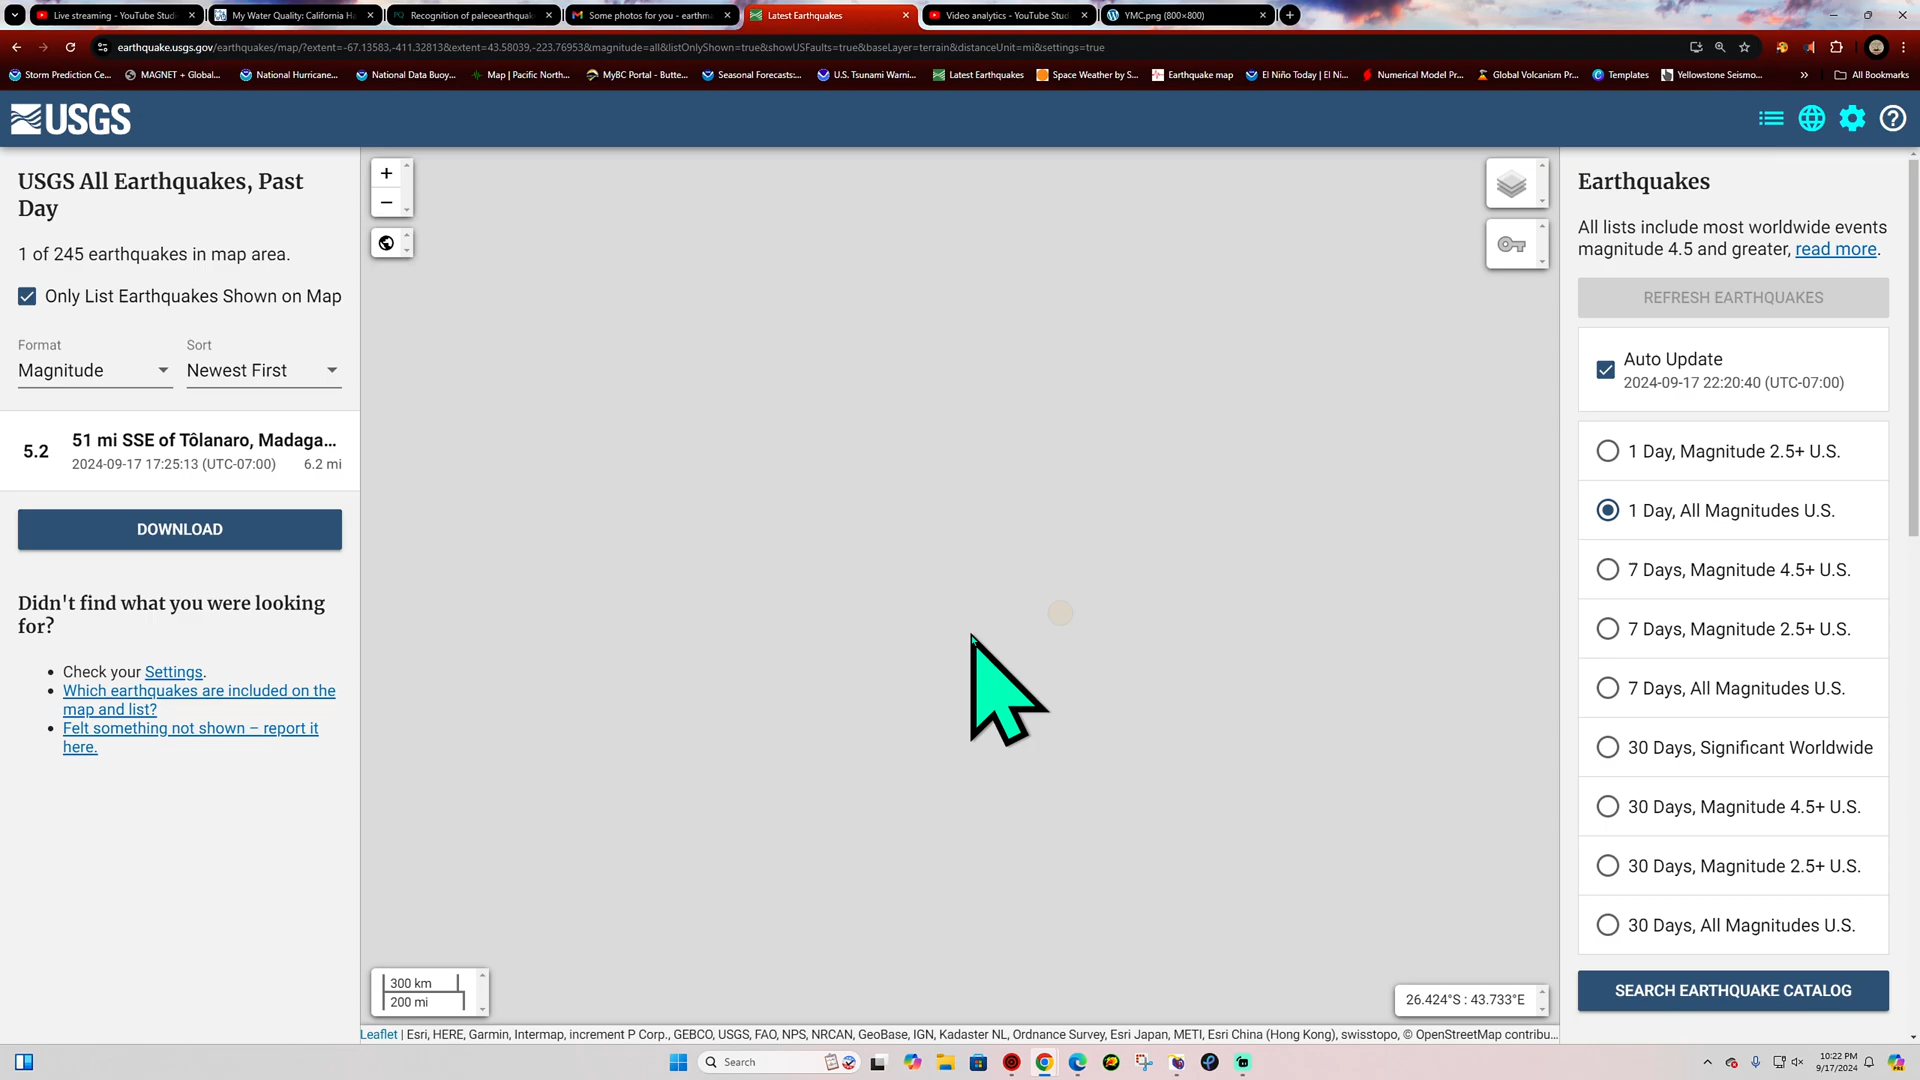 Live streaming - YouTube Stud
My Water Quality: California Ha
Recognition of paleoearthquak
Some photos for you - earthma
Latest Earthquakes
Video analytics - YouTube Stud
YMC.png (800×800)
earthquake.usgs.gov/earthquakes/map/?extent=-67.13583,-411.32813&extent=43.58039,-223.76953&magnitude=all&listOnlyShown=true&showUSFaults=true&baseLayer=terrain&distanceUnit=mi&settings=true
Storm Prediction Ce...
MAGNET + Global...
National Hurricane...
National Data Buoy...
Map | Pacific North...
MyBC Portal - Butte...
Seasonal Forecasts:...
U.S. Tsunami Warni...
Latest Earthquakes
Space Weather by S...
Earthquake map
El Niño Today | El Ni...
Numerical Model Pr...
Global Volcanism Pr...
Templates
Yellowstone Seismo...
All Bookmarks
USGS
USGS All Earthquakes, Past
Day
1 of 245 earthquakes in map area.
Only List Earthquakes Shown on Map
Format
Sort
Magnitude
Newest First
5.2
51 mi SSE of Tôlanaro, Madaga...
2024-09-17 17:25:13 (UTC-07:00) 6.2 mi
DOWNLOAD
Didn't find what you were looking
for?
• Check your Settings.
• Which earthquakes are included on the
map and list?
• Felt something not shown – report it
here.
+
−
300 km
200 mi
26.424°S : 43.733°E
Leaflet | Esri, HERE, Garmin, Intermap, increment P Corp., GEBCO, USGS, FAO, NPS, NRCAN, GeoBase, IGN, Kadaster NL, Ordnance Survey, Esri Japan, METI, Esri China (Hong Kong), swisstopo, © OpenStreetMap contribu...
Earthquakes
All lists include most worldwide events
magnitude 4.5 and greater, read more.
REFRESH EARTHQUAKES
Auto Update
2024-09-17 22:20:40 (UTC-07:00)
1 Day, Magnitude 2.5+ U.S.
1 Day, All Magnitudes U.S.
7 Days, Magnitude 4.5+ U.S.
7 Days, Magnitude 2.5+ U.S.
7 Days, All Magnitudes U.S.
30 Days, Significant Worldwide
30 Days, Magnitude 4.5+ U.S.
30 Days, Magnitude 2.5+ U.S.
30 Days, All Magnitudes U.S.
SEARCH EARTHQUAKE CATALOG
Search
10:22 PM
9/17/2024